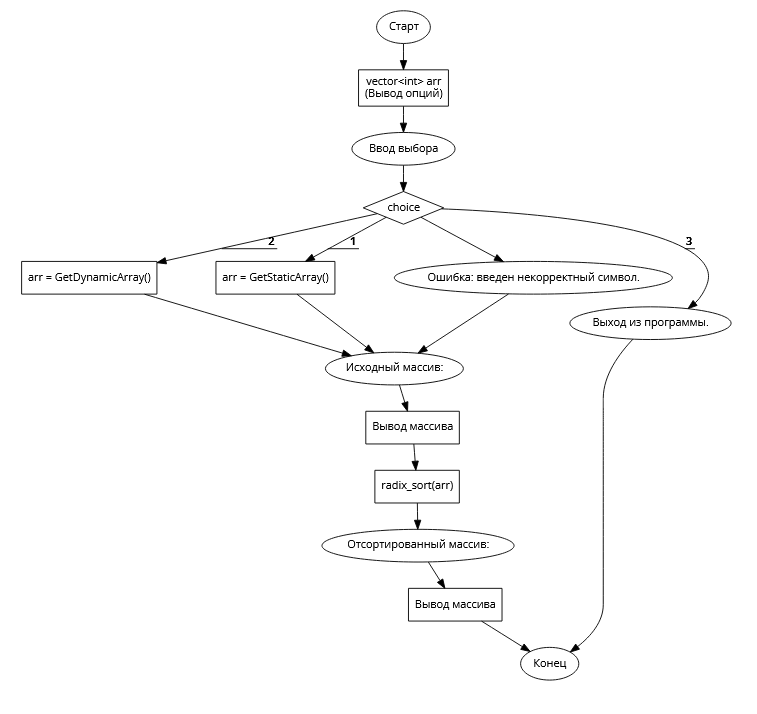 Старт
vector<int> arr
(Вывод опций)
Ввод выбора
choice
2
1
3
arr = GetDynamicArray()
arr = GetStaticArray()
Ошибка: введен некорректный символ.
Выход из программы.
Исходный массив:
Вывод массива
radix_sort(arr)
Отсортированный массив:
Вывод массива
Конец